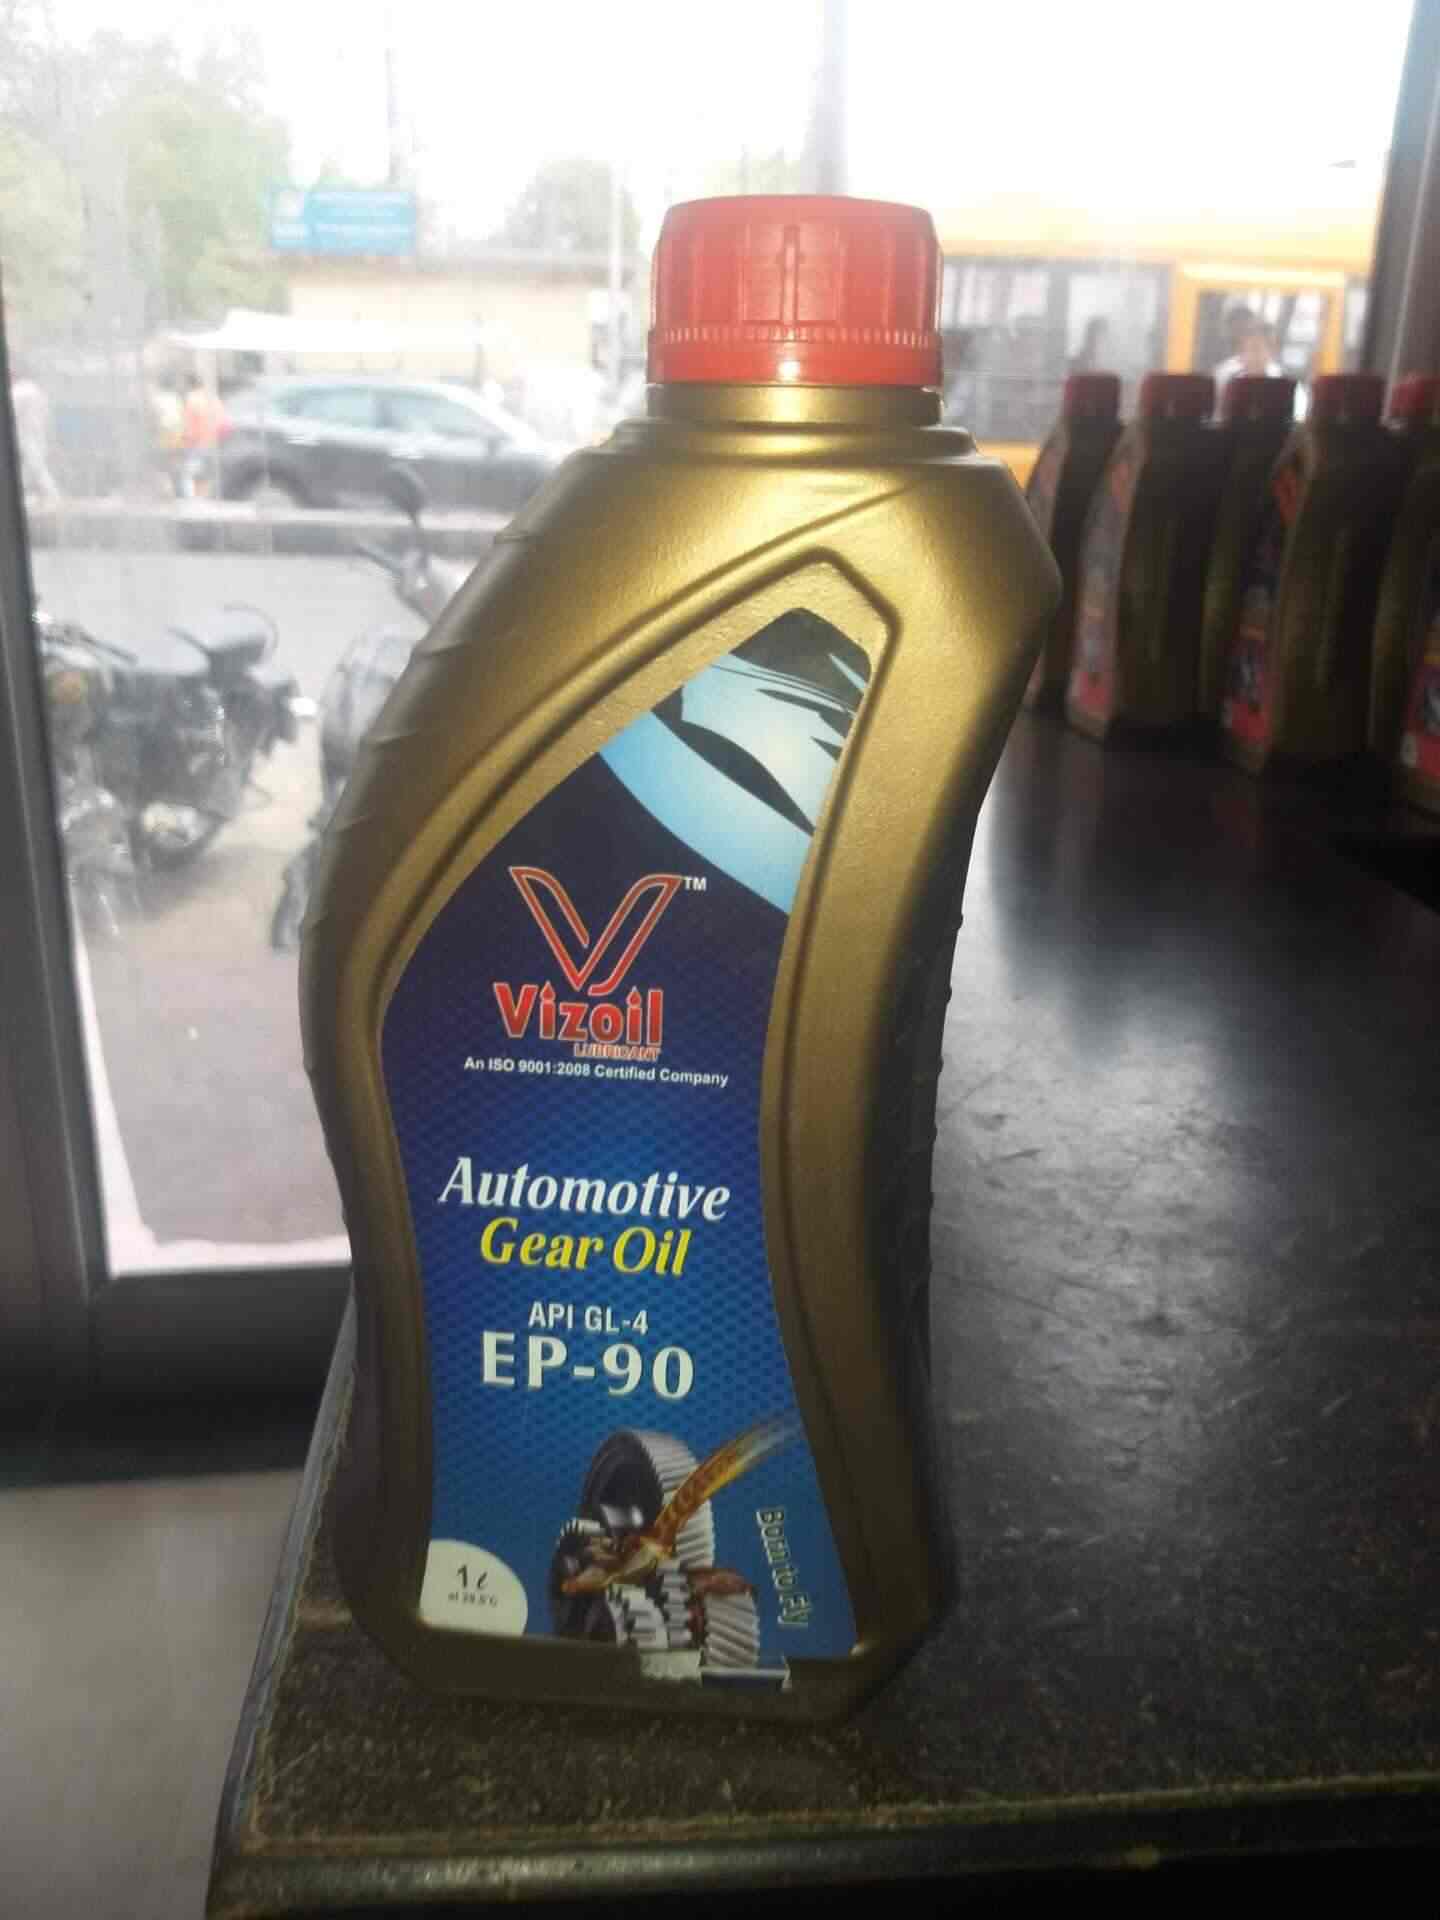 TM
Vizoil
LUBRICANT
An ISO 9001:2008 Certified Company
Automotive
Gear Oil
API GL-4
EP-90
Born to Fly
1 ℓ